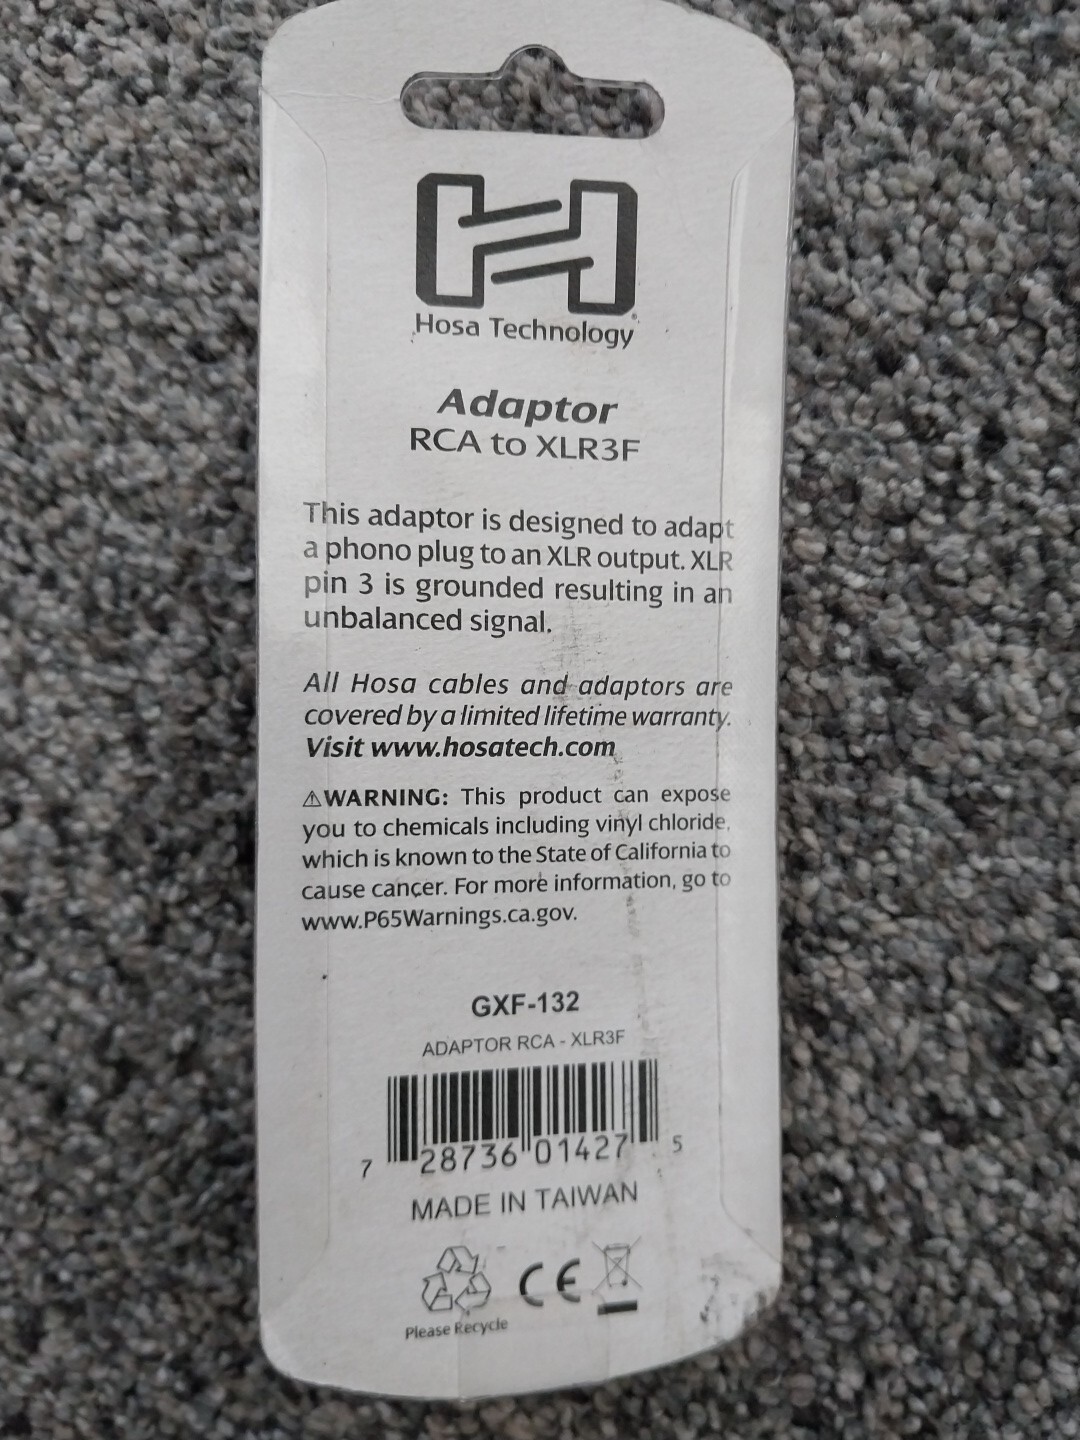 Hosa Technology®
Adaptor
RCA to XLR3F
This adaptor is designed to adapt
a phono plug to an XLR output. XLR
pin 3 is grounded resulting in an
unbalanced signal.
All Hosa cables and adaptors are
covered by a limited lifetime warranty.
Visit www.hosatech.com
⚠WARNING: This product can expose
you to chemicals including vinyl chloride,
which is known to the State of California to
cause cancer. For more information, go to
www.P65Warnings.ca.gov.
GXF-132
ADAPTOR RCA - XLR3F
7 28736 01427 5
MADE IN TAIWAN
CE
Please Recycle